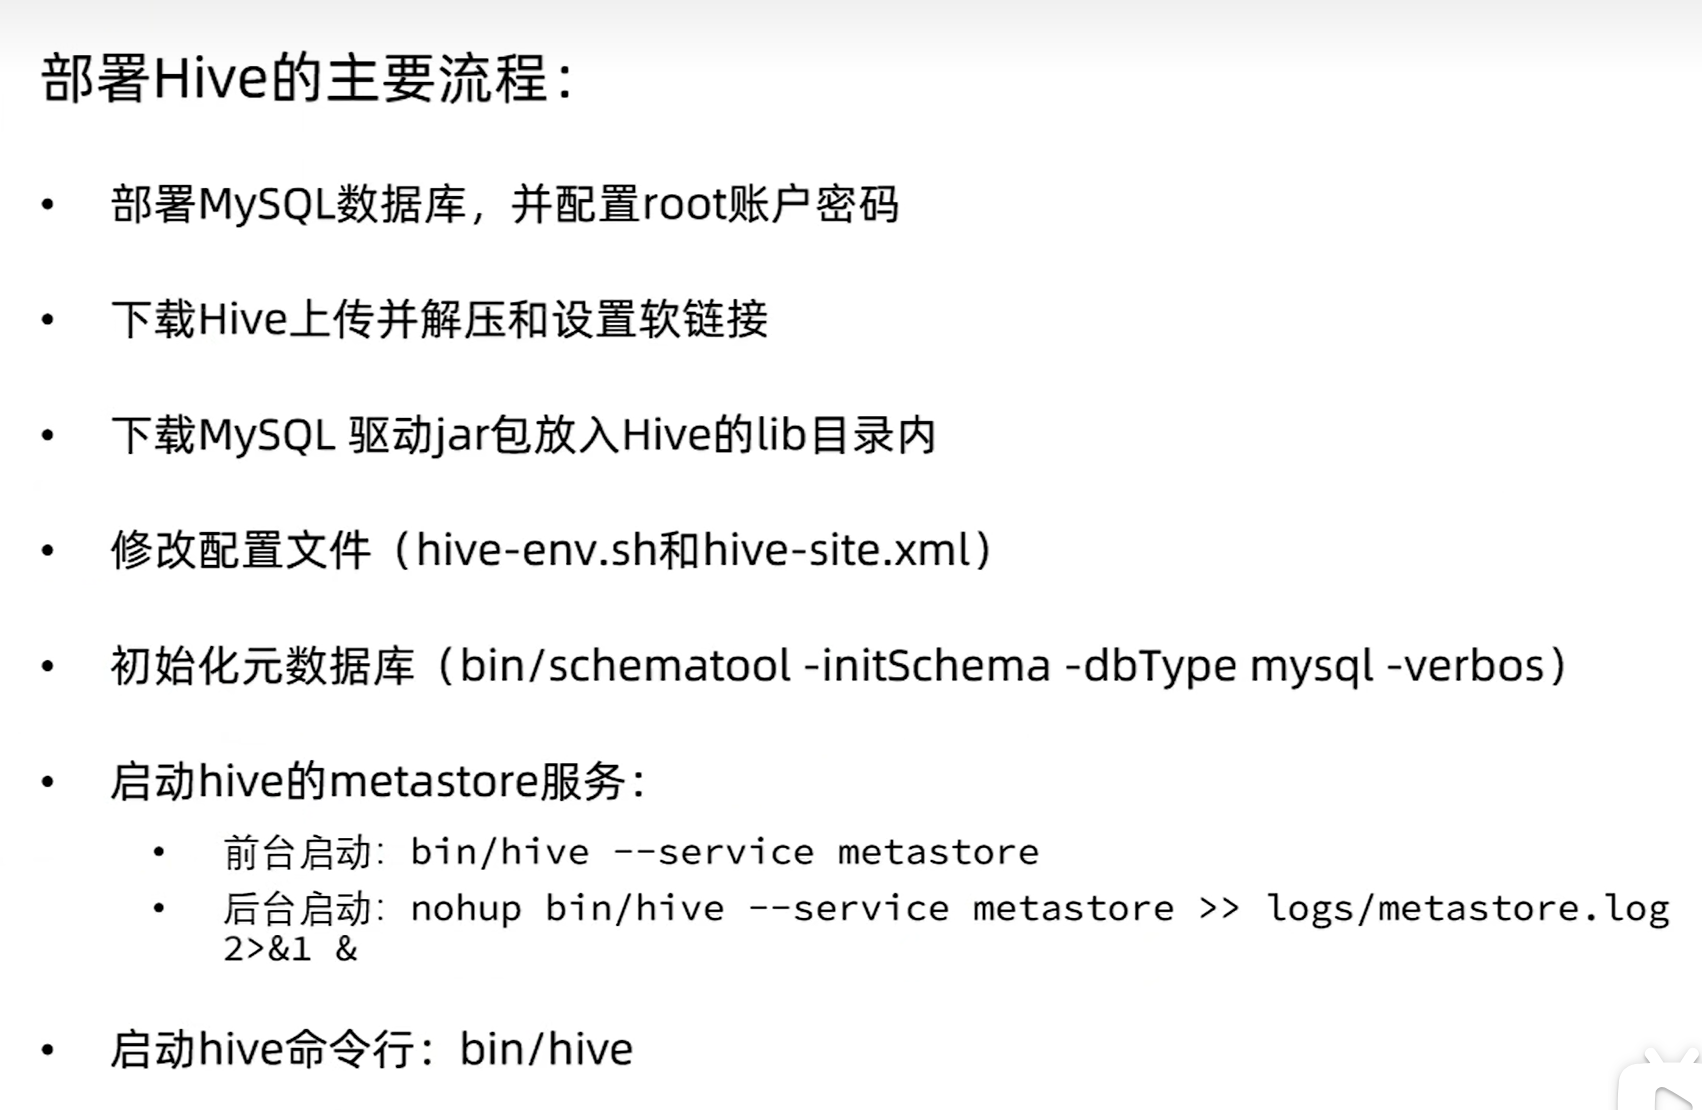 部署Hive的主要流程：
• 部署MySQL数据库，并配置root账户密码
• 下载Hive上传并解压和设置软链接
• 下载MySQL 驱动jar包放入Hive的lib目录内
• 修改配置文件（hive-env.sh和hive-site.xml）
• 初始化元数据库（bin/schematool -initSchema -dbType mysql -verbos）
• 启动hive的metastore服务：
• 前台启动：bin/hive --service metastore
• 后台启动：nohup bin/hive --service metastore >> logs/metastore.log
2>&1 &
• 启动hive命令行：bin/hive